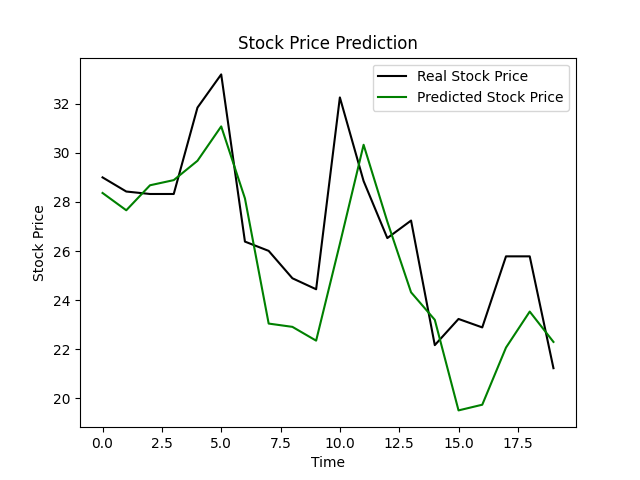 Stock Price Prediction
Real Stock Price
Predicted Stock Price
Stock Price
32
30
28
26
24
22
20
0.0 2.5 5.0 7.5 10.0 12.5 15.0 17.5
Time